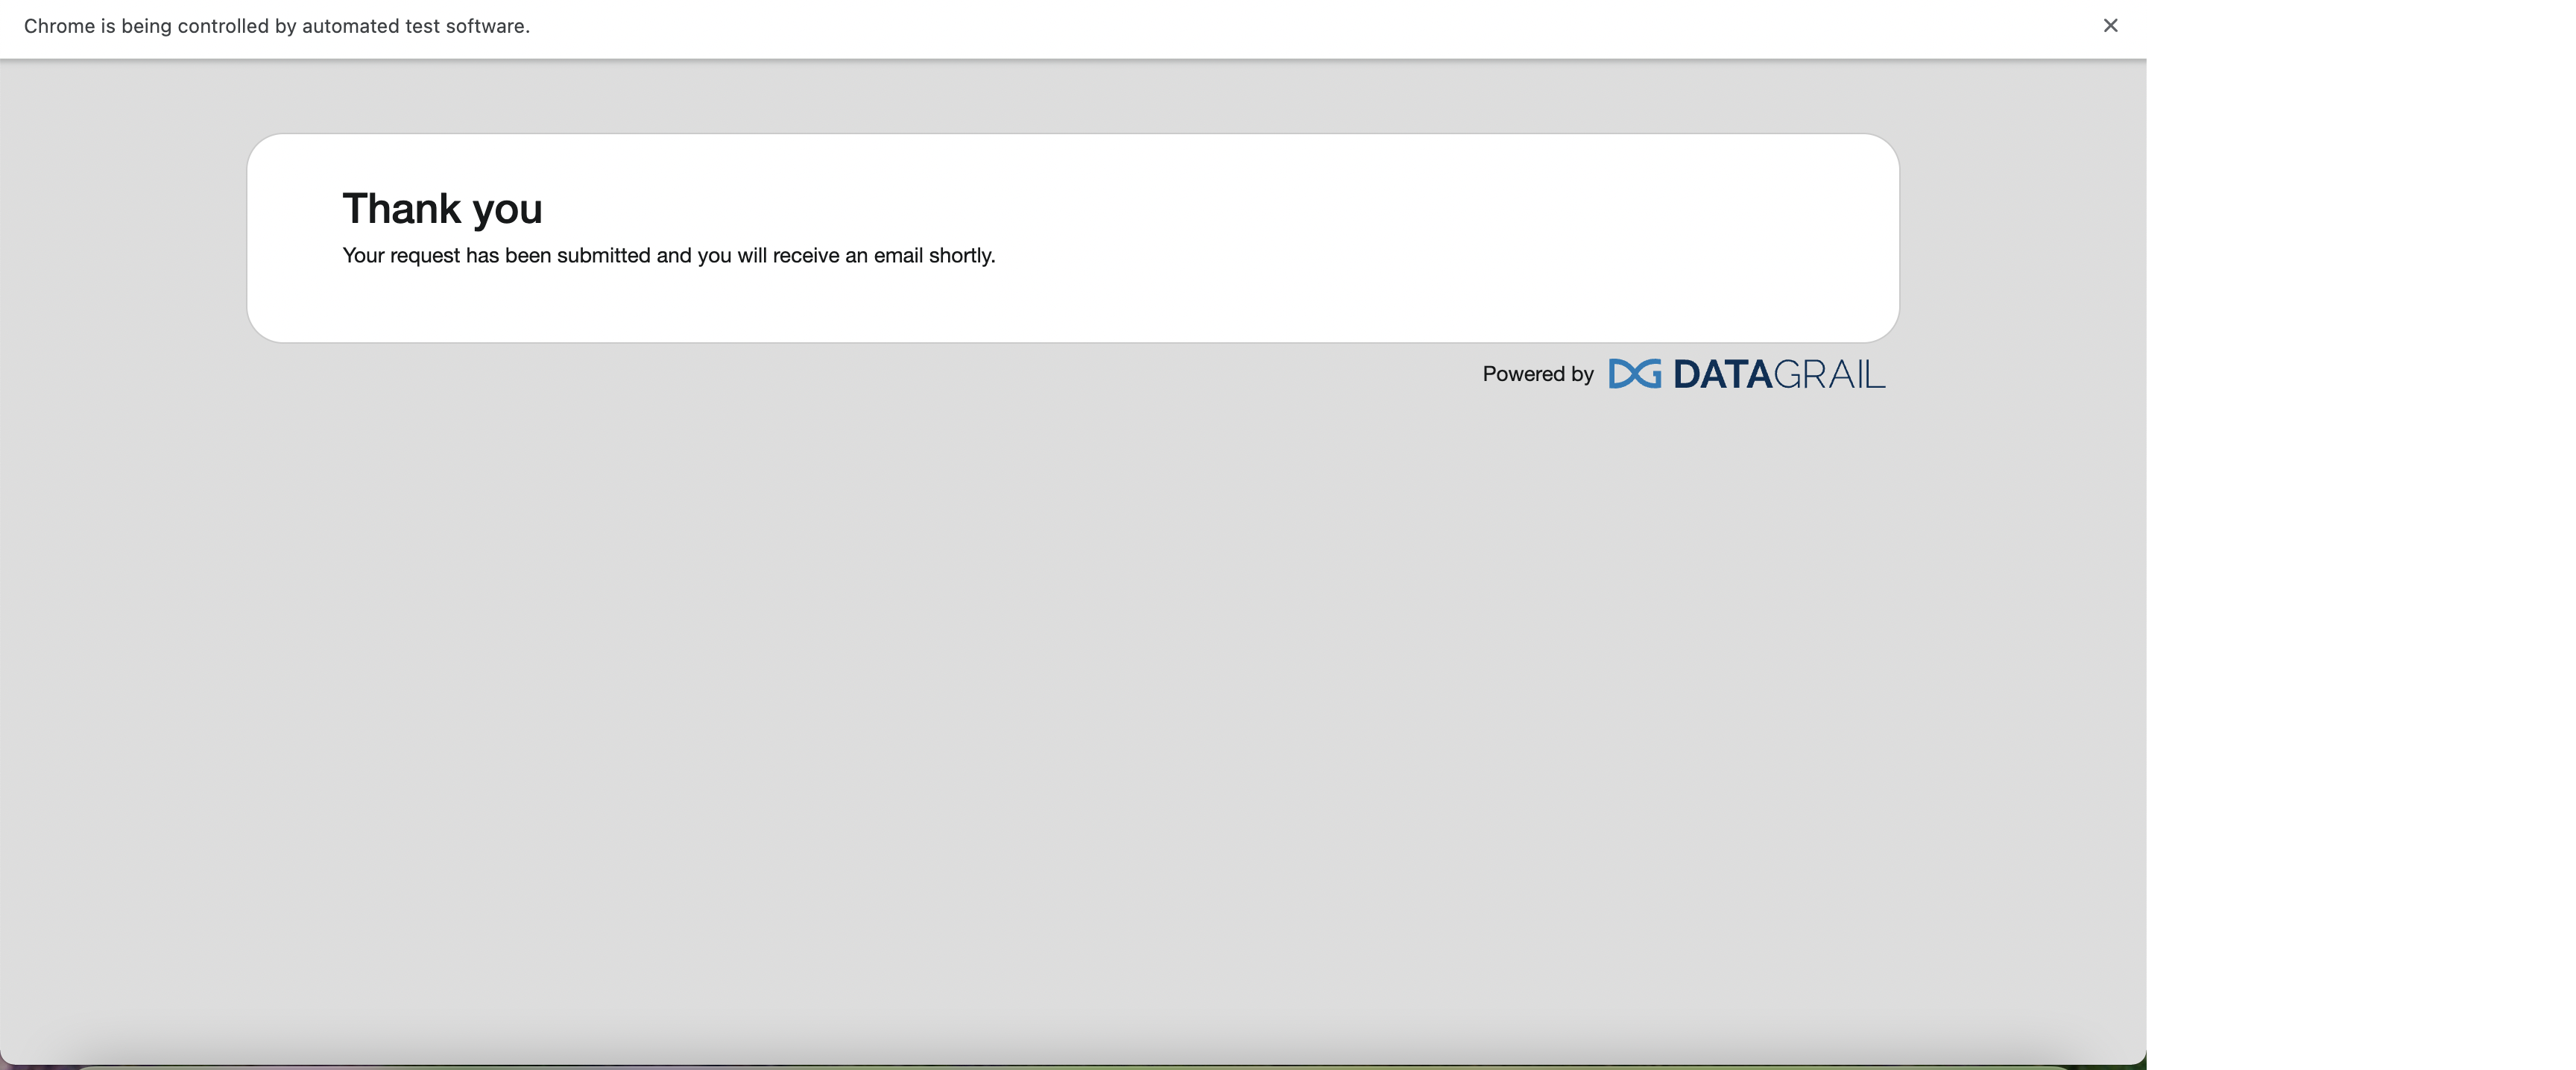 Chrome is being controlled by automated test software.
Thank you
Your request has been submitted and you will receive an email shortly.
Powered by DG DATAGRAIL